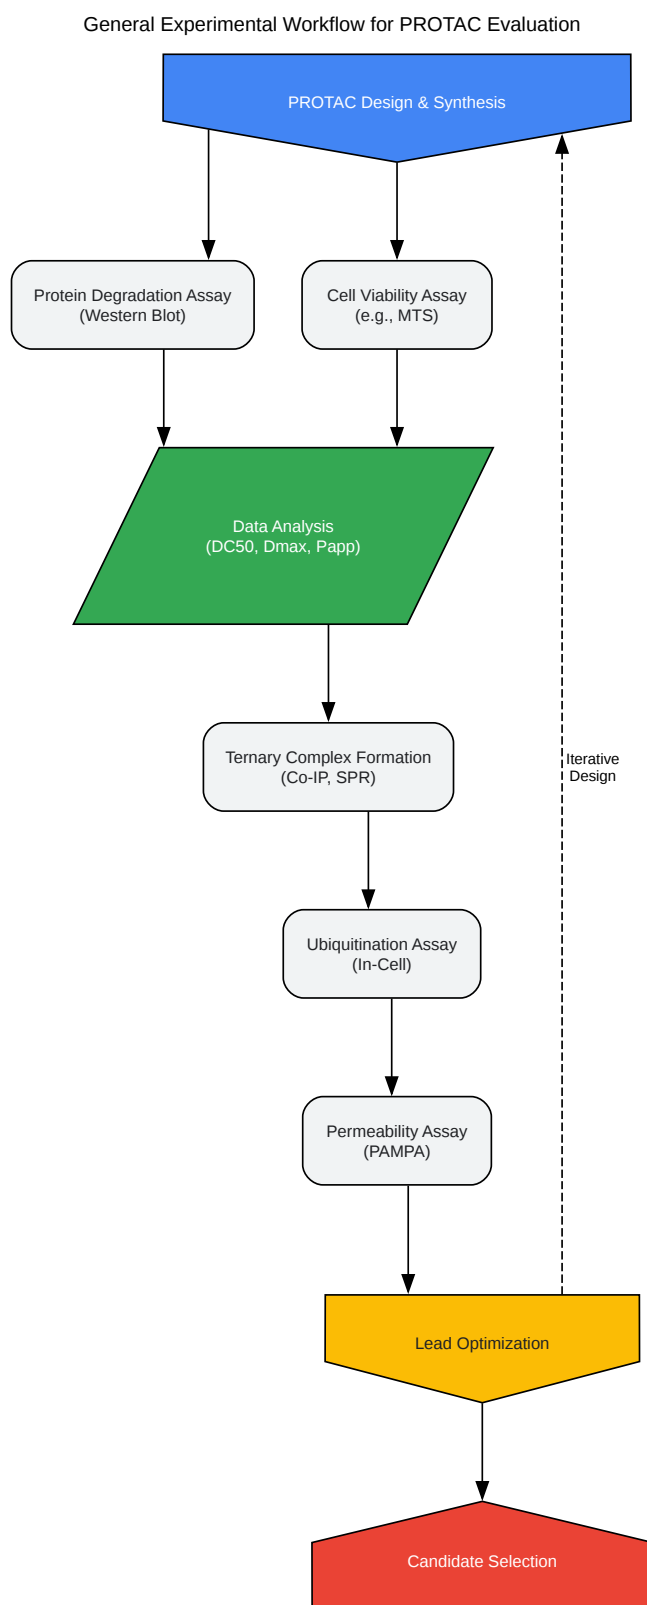 General Experimental Workflow for PROTAC Evaluation
PROTAC Design & Synthesis
Protein Degradation Assay
(Western Blot)
Cell Viability Assay
(e.g., MTS)
Data Analysis
(DC50, Dmax, Papp)
Ternary Complex Formation
(Co-IP, SPR)
Iterative
Design
Ubiquitination Assay
(In-Cell)
Permeability Assay
(PAMPA)
Lead Optimization
Candidate Selection